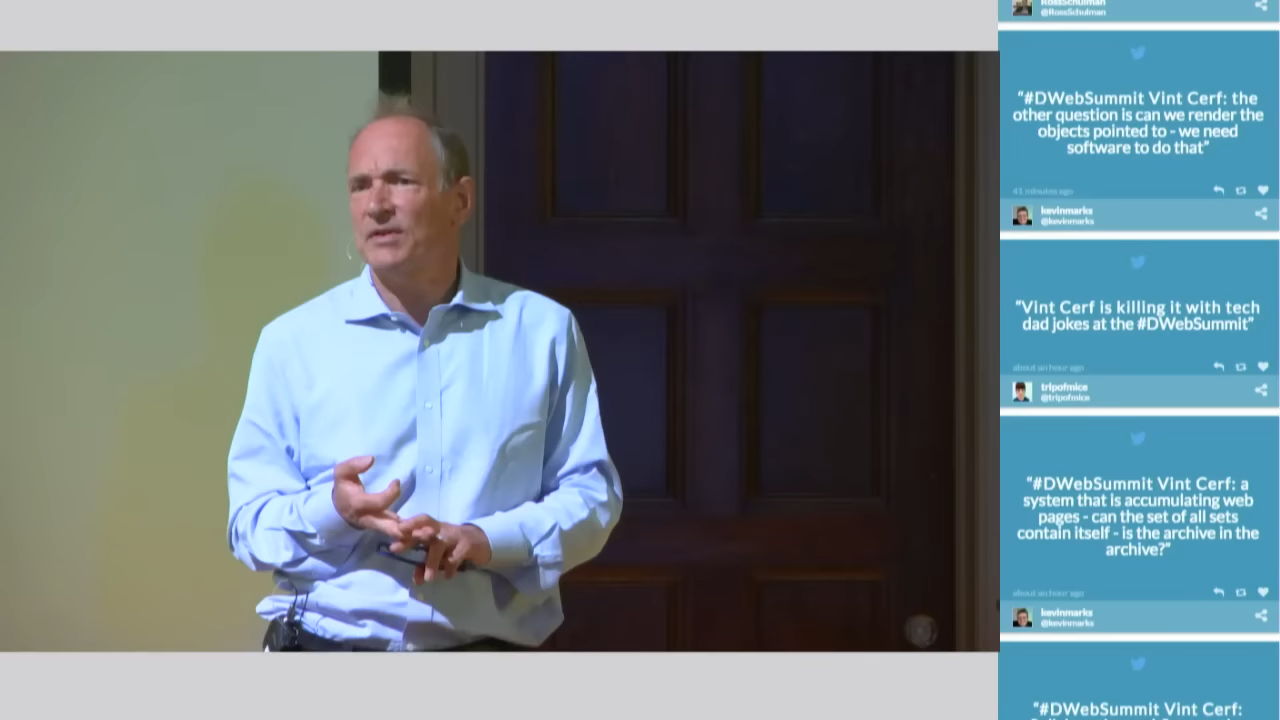 RossSchulman
@RossSchulman
"#DWebSummit Vint Cerf: the
other question is can we render the
objects pointed to - we need
software to do that"
41 minutes ago
kevinmarks
@kevinmarks
"Vint Cerf is killing it with tech
dad jokes at the #DWebSummit"
about an hour ago
tripofmice
@tripofmice
"#DWebSummit Vint Cerf: a
system that is accumulating web
pages - can the set of all sets
contain itself - is the archive in the
archive?"
about an hour ago
kevinmarks
@kevinmarks
"#DWebSummit Vint Cerf: